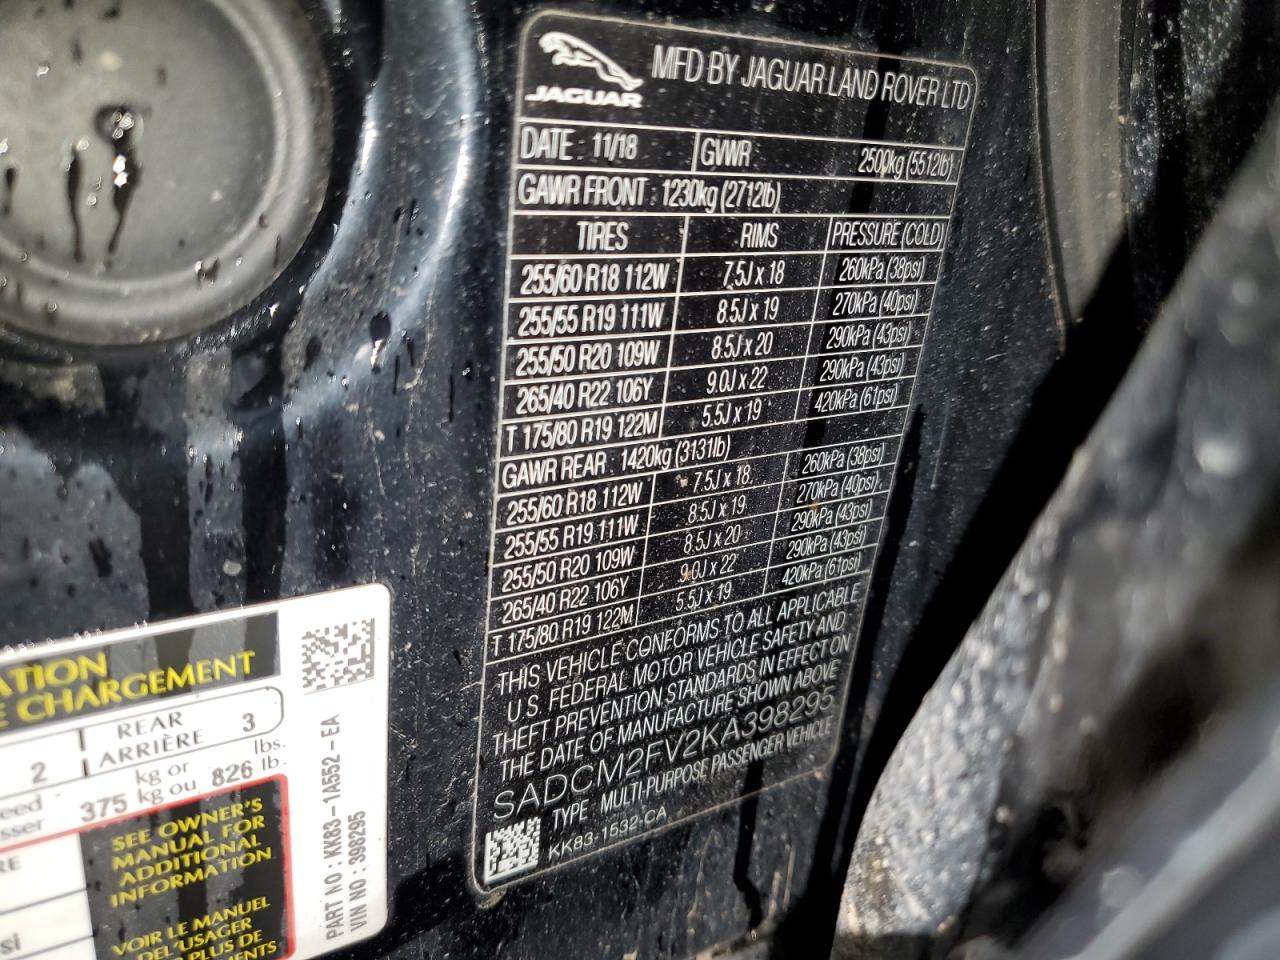 JAGUAR
MFD BY JAGUAR LAND ROVER LTD
DATE : 11/18 GVWR 2500kg (5512lb)
GAWR FRONT : 1230kg (2712lb)
TIRES RIMS PRESSURE (COLD)
255/60 R18 112W 7.5J x 18 260kPa (38psi)
255/55 R19 111W 8.5J x 19 270kPa (40psi)
255/50 R20 109W 8.5J x 20 290kPa (43psi)
265/40 R22 106Y 9.0J x 22 290kPa (43psi)
T 175/80 R19 122M 5.5J x 19 420kPa (61psi)
GAWR REAR : 1420kg (3131lb)
255/60 R18 112W 7.5J x 18 260kPa (38psi)
255/55 R19 111W 8.5J x 19 270kPa (40psi)
255/50 R20 109W 8.5J x 20 290kPa (43psi)
265/40 R22 106Y 9.0J x 22 290kPa (43psi)
T 175/80 R19 122M 5.5J x 19 420kPa (61psi)
THIS VEHICLE CONFORMS TO ALL APPLICABLE
U.S. FEDERAL MOTOR VEHICLE SAFETY AND
THEFT PREVENTION STANDARDS IN EFFECT ON
THE DATE OF MANUFACTURE SHOWN ABOVE
SADCM2FV2KA398295
TYPE : MULTI-PURPOSE PASSENGER VEHICLE
KK83-1532-CA
ATION
E CHARGEMENT
2 REAR 3
ARRIÈRE
kg or lbs.
375 kg ou 826 lb.
SEE OWNER'S
MANUAL FOR
ADDITIONAL
INFORMATION
VOIR LE MANUEL
DEL'USAGER
PLUS DE
PART NO : KK83-1A552-EA
VIN NO : 398295